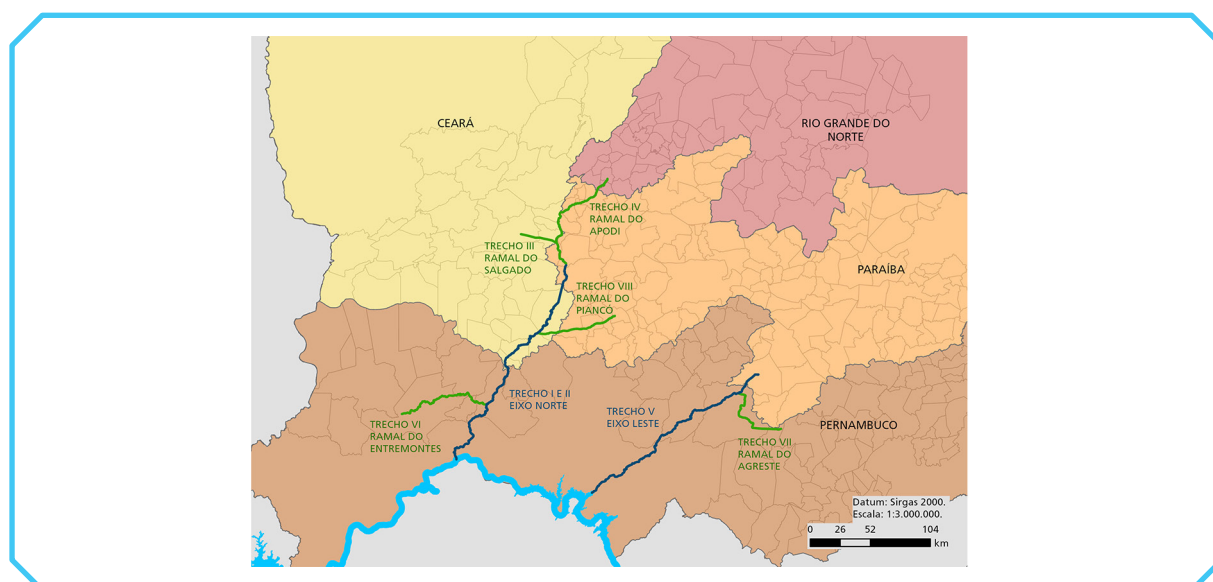 CEARÁ
RIO GRANDE DO
NORTE
TRECHO IV
RAMAL DO
APODI
TRECHO III
RAMAL DO
SALGADO
PARAÍBA
TRECHO VIII
RAMAL DO
PIANCÓ
TRECHO I E II
EIXO NORTE
TRECHO V
EIXO LESTE
TRECHO VI
RAMAL DO
ENTREMONTES
PERNAMBUCO
TRECHO VII
RAMAL DO
AGRESTE
Datum: Sirgas 2000.
Escala: 1:3.000.000.
0 26 52 104
km